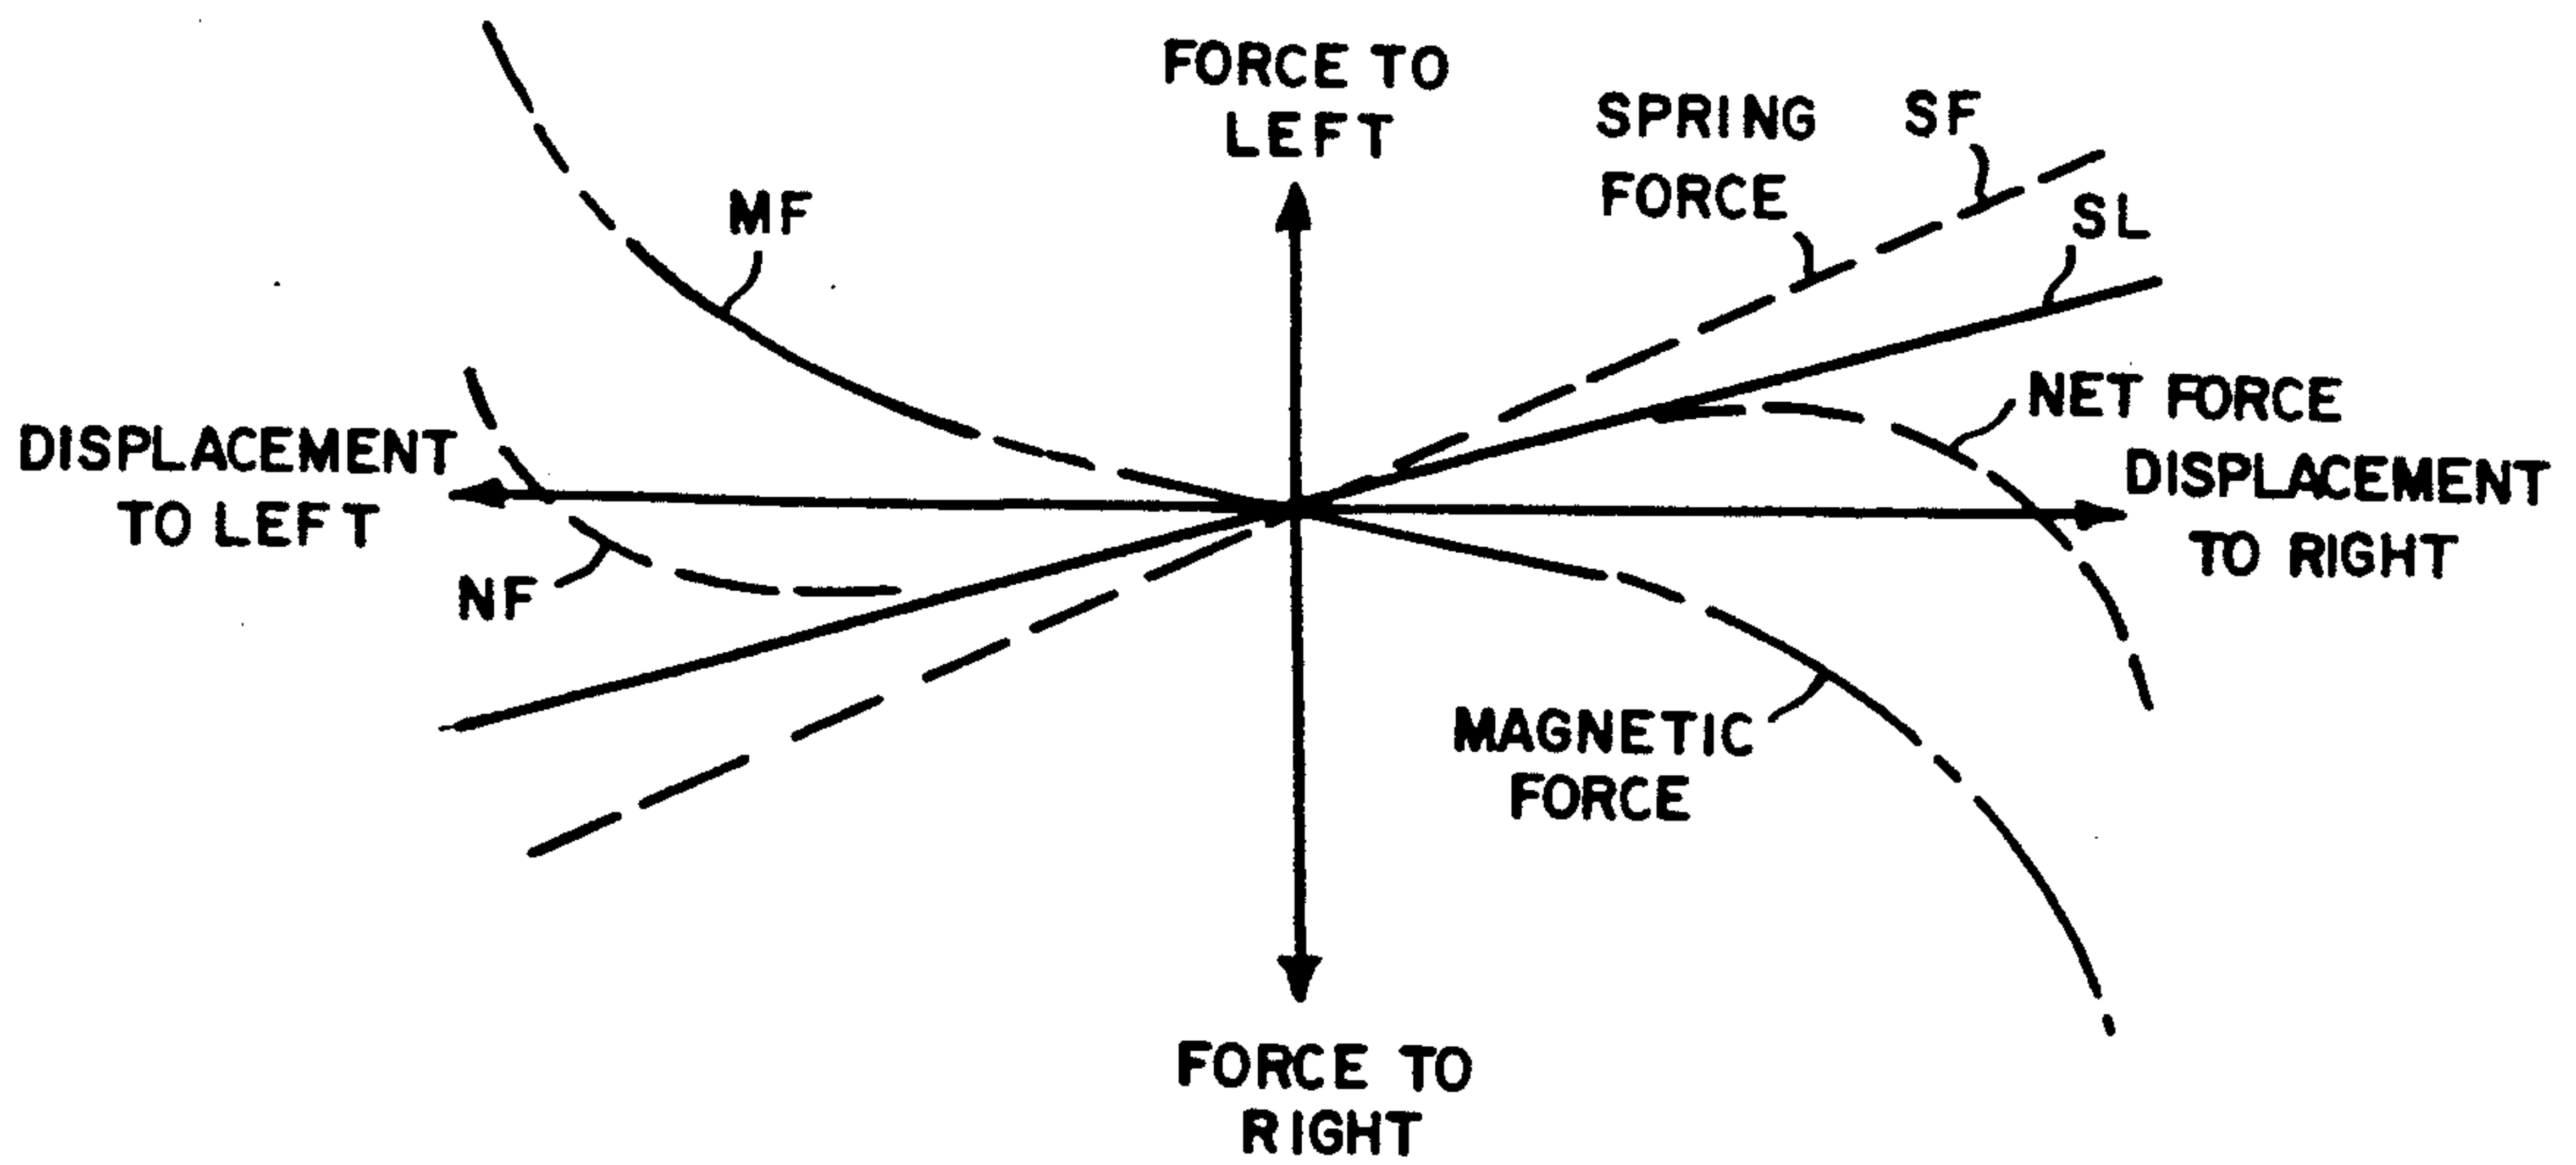 FORCE TO
LEFT
SPRING
FORCE
SF
SL
MF
NET FORCE
DISPLACEMENT
TO LEFT
DISPLACEMENT
TO RIGHT
NF
MAGNETIC
FORCE
FORCE TO
RIGHT